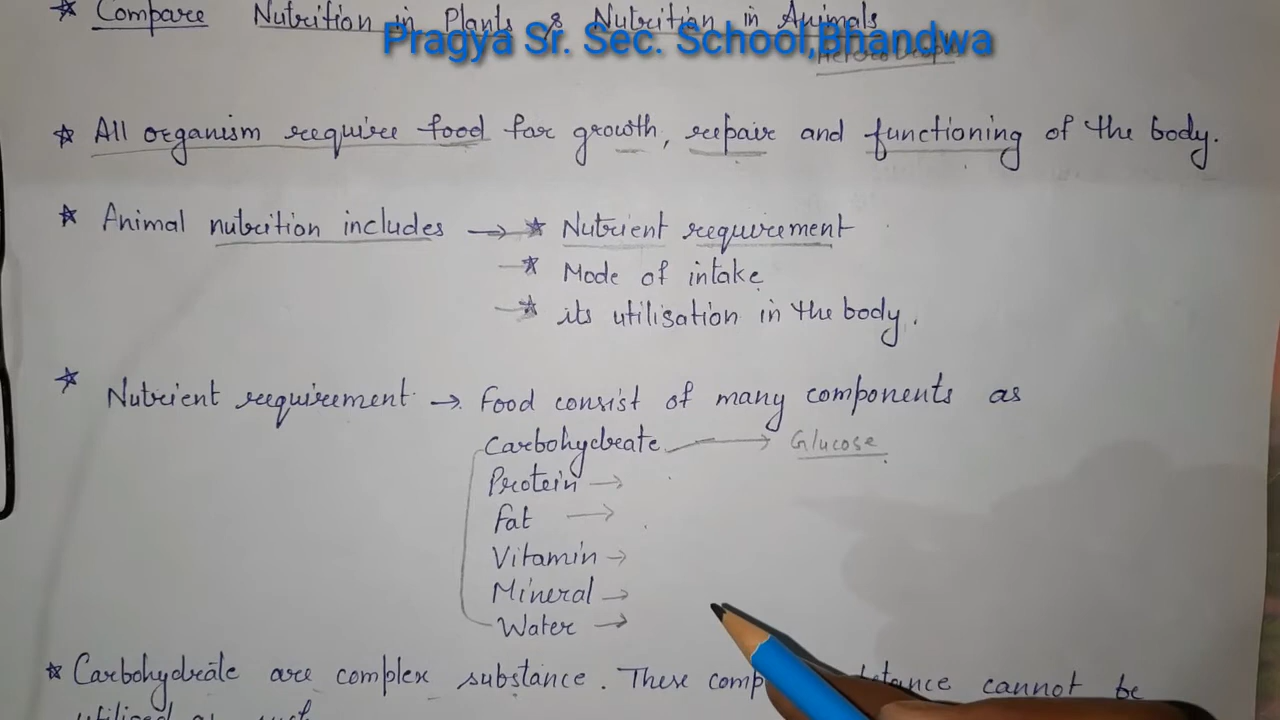 * Compare Nutrition in Plants & Nutrition in Animals
Pragya Sr. Sec. School,Bhandwa
* All organism require food for growth, repair and functioning of the body.
* Animal nutrition includes → * Nutrient requirement
* Mode of intake
* its utilisation in the body.
* Nutrient requirement → Food consist of many components as
Carbohydrate → Glucose
Protein →
Fat →
Vitamin →
Mineral →
Water →
* Carbohydrate are complex substance. These cannot be
utilized as such